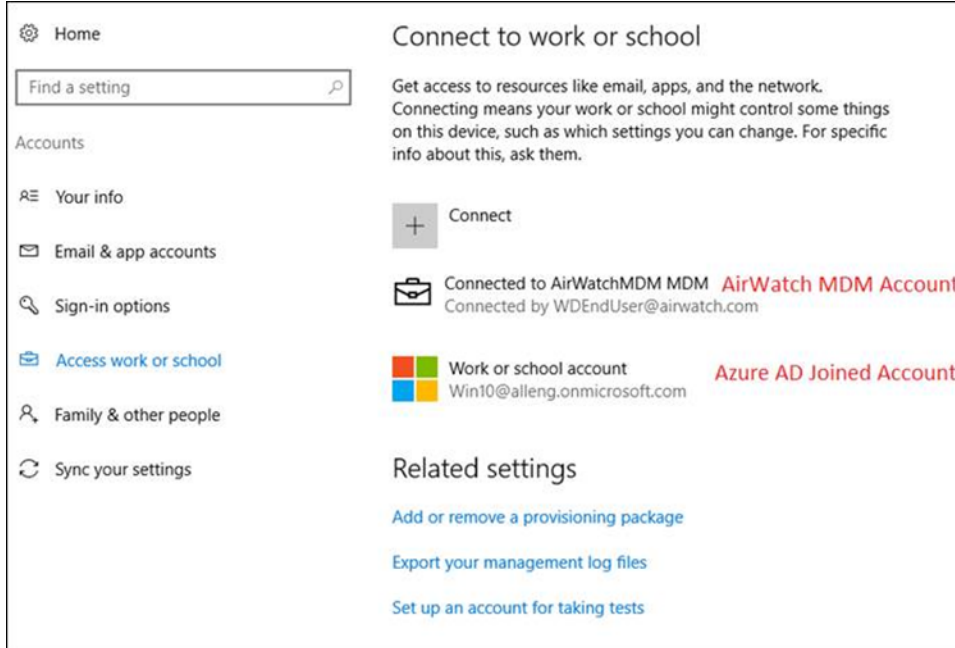 Home
Find a setting
Accounts
Your info
Email & app accounts
Sign-in options
Access work or school
Family & other people
Sync your settings
Connect to work or school
Get access to resources like email, apps, and the network.
Connecting means your work or school might control some things
on this device, such as which settings you can change. For specific
info about this, ask them.
Connect
Connected to AirWatchMDM MDM AirWatch MDM Account
Connected by WDEndUser@airwatch.com
Work or school account Azure AD Joined Account
Win10@alleng.onmicrosoft.com
Related settings
Add or remove a provisioning package
Export your management log files
Set up an account for taking tests